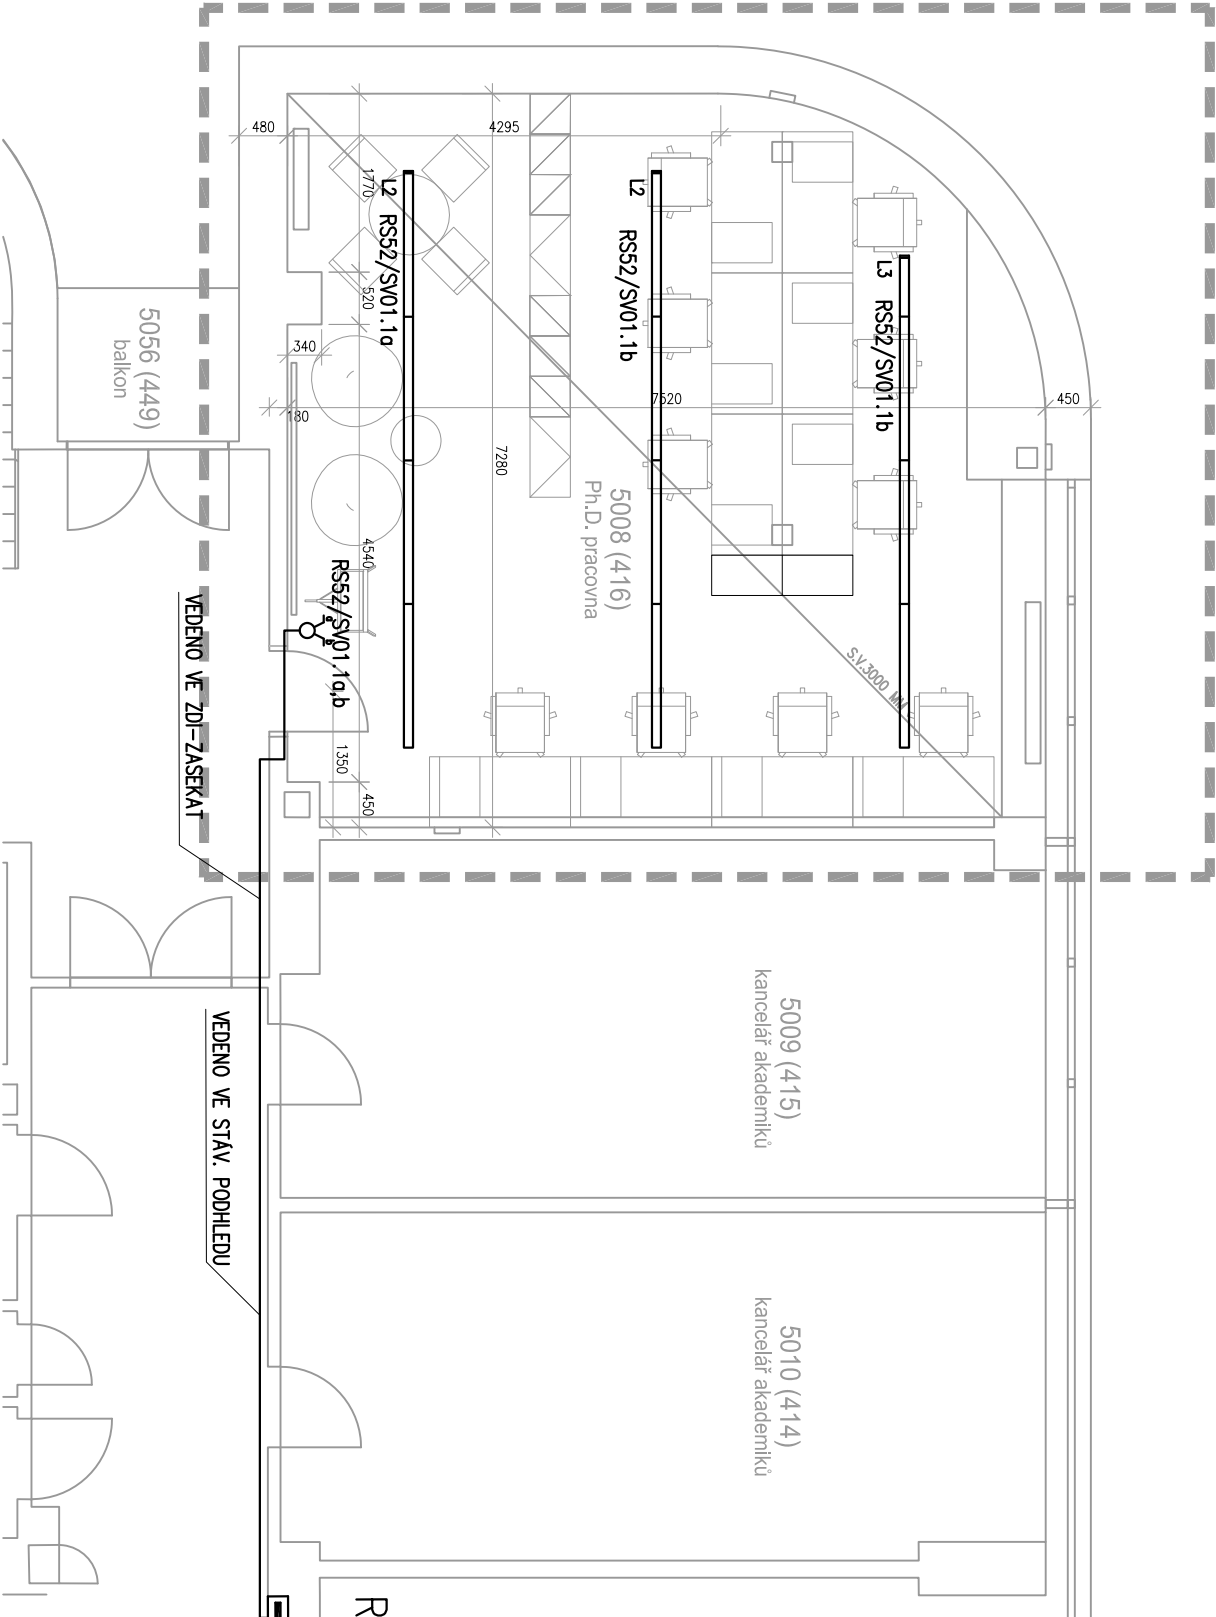 480
4295
1770
L2 RS52/SV01.1a
L2
RS52/SV01.1b
L3 RS52/SV01.1b
520
340
180
7520
450
7280
5056 (449)
balkon
5008 (416)
Ph.D. pracovna
4540
RS52/SV01.1a,b
a
b
S.V.3000 MM
1350
450
VEDENO VE ZDI-ZASEKAT
VEDENO VE STÁV. PODHLEDU
5009 (415)
kancelář akademiků
5010 (414)
kancelář akademiků
R